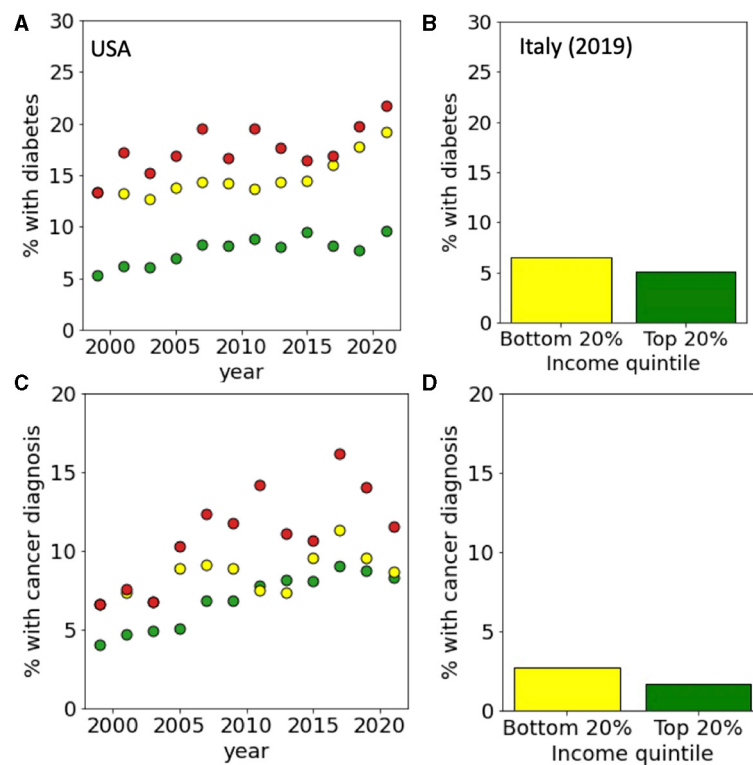 A
USA
% with diabetes
30
25
20
15
10
5
0
2000 2005 2010 2015 2020
year
B
Italy (2019)
% with diabetes
30
25
20
15
10
5
0
Bottom 20% Top 20%
Income quintile
C
% with cancer diagnosis
20
15
10
5
0
2000 2005 2010 2015 2020
year
D
% with cancer diagnosis
20
15
10
5
0
Bottom 20% Top 20%
Income quintile